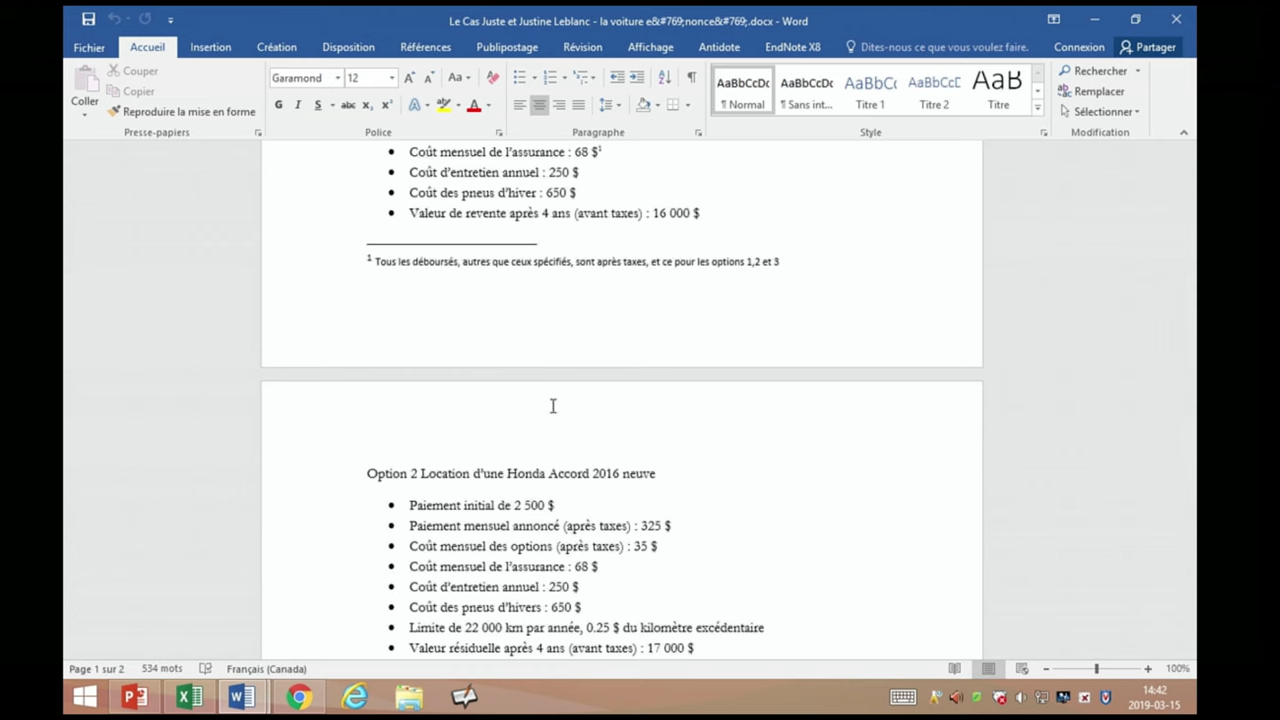 Le Cas Juste et Justine Leblanc - la voiture e&#769;nonce&#769;.docx - Word
Fichier Accueil Insertion Création Disposition Références Publipostage Révision Affichage Antidote EndNote X8 Dites-nous ce que vous voulez faire. Connexion Partager
Coller
Couper
Copier
Reproduire la mise en forme
Garamond 12
Aa
G I S abc x₂ x²
A A
AaBbCcDc AaBbCcDc AaBbC( AaBbCcD AaB
¶ Normal ¶ Sans int... Titre 1 Titre 2 Titre
Rechercher
Remplacer
Sélectionner
Presse-papiers Police Paragraphe Style Modification
• Coût mensuel de l'assurance : 68 $¹
• Coût d'entretien annuel : 250 $
• Coût des pneus d'hiver : 650 $
• Valeur de revente après 4 ans (avant taxes) : 16 000 $
¹ Tous les déboursés, autres que ceux spécifiés, sont après taxes, et ce pour les options 1,2 et 3
Option 2 Location d'une Honda Accord 2016 neuve
• Paiement initial de 2 500 $
• Paiement mensuel annoncé (après taxes) : 325 $
• Coût mensuel des options (après taxes) : 35 $
• Coût mensuel de l'assurance : 68 $
• Coût d'entretien annuel : 250 $
• Coût des pneus d'hivers : 650 $
• Limite de 22 000 km par année, 0.25 $ du kilomètre excédentaire
• Valeur résiduelle après 4 ans (avant taxes) : 17 000 $
Page 1 sur 2 534 mots Français (Canada) 100%
14:42
2019-03-15